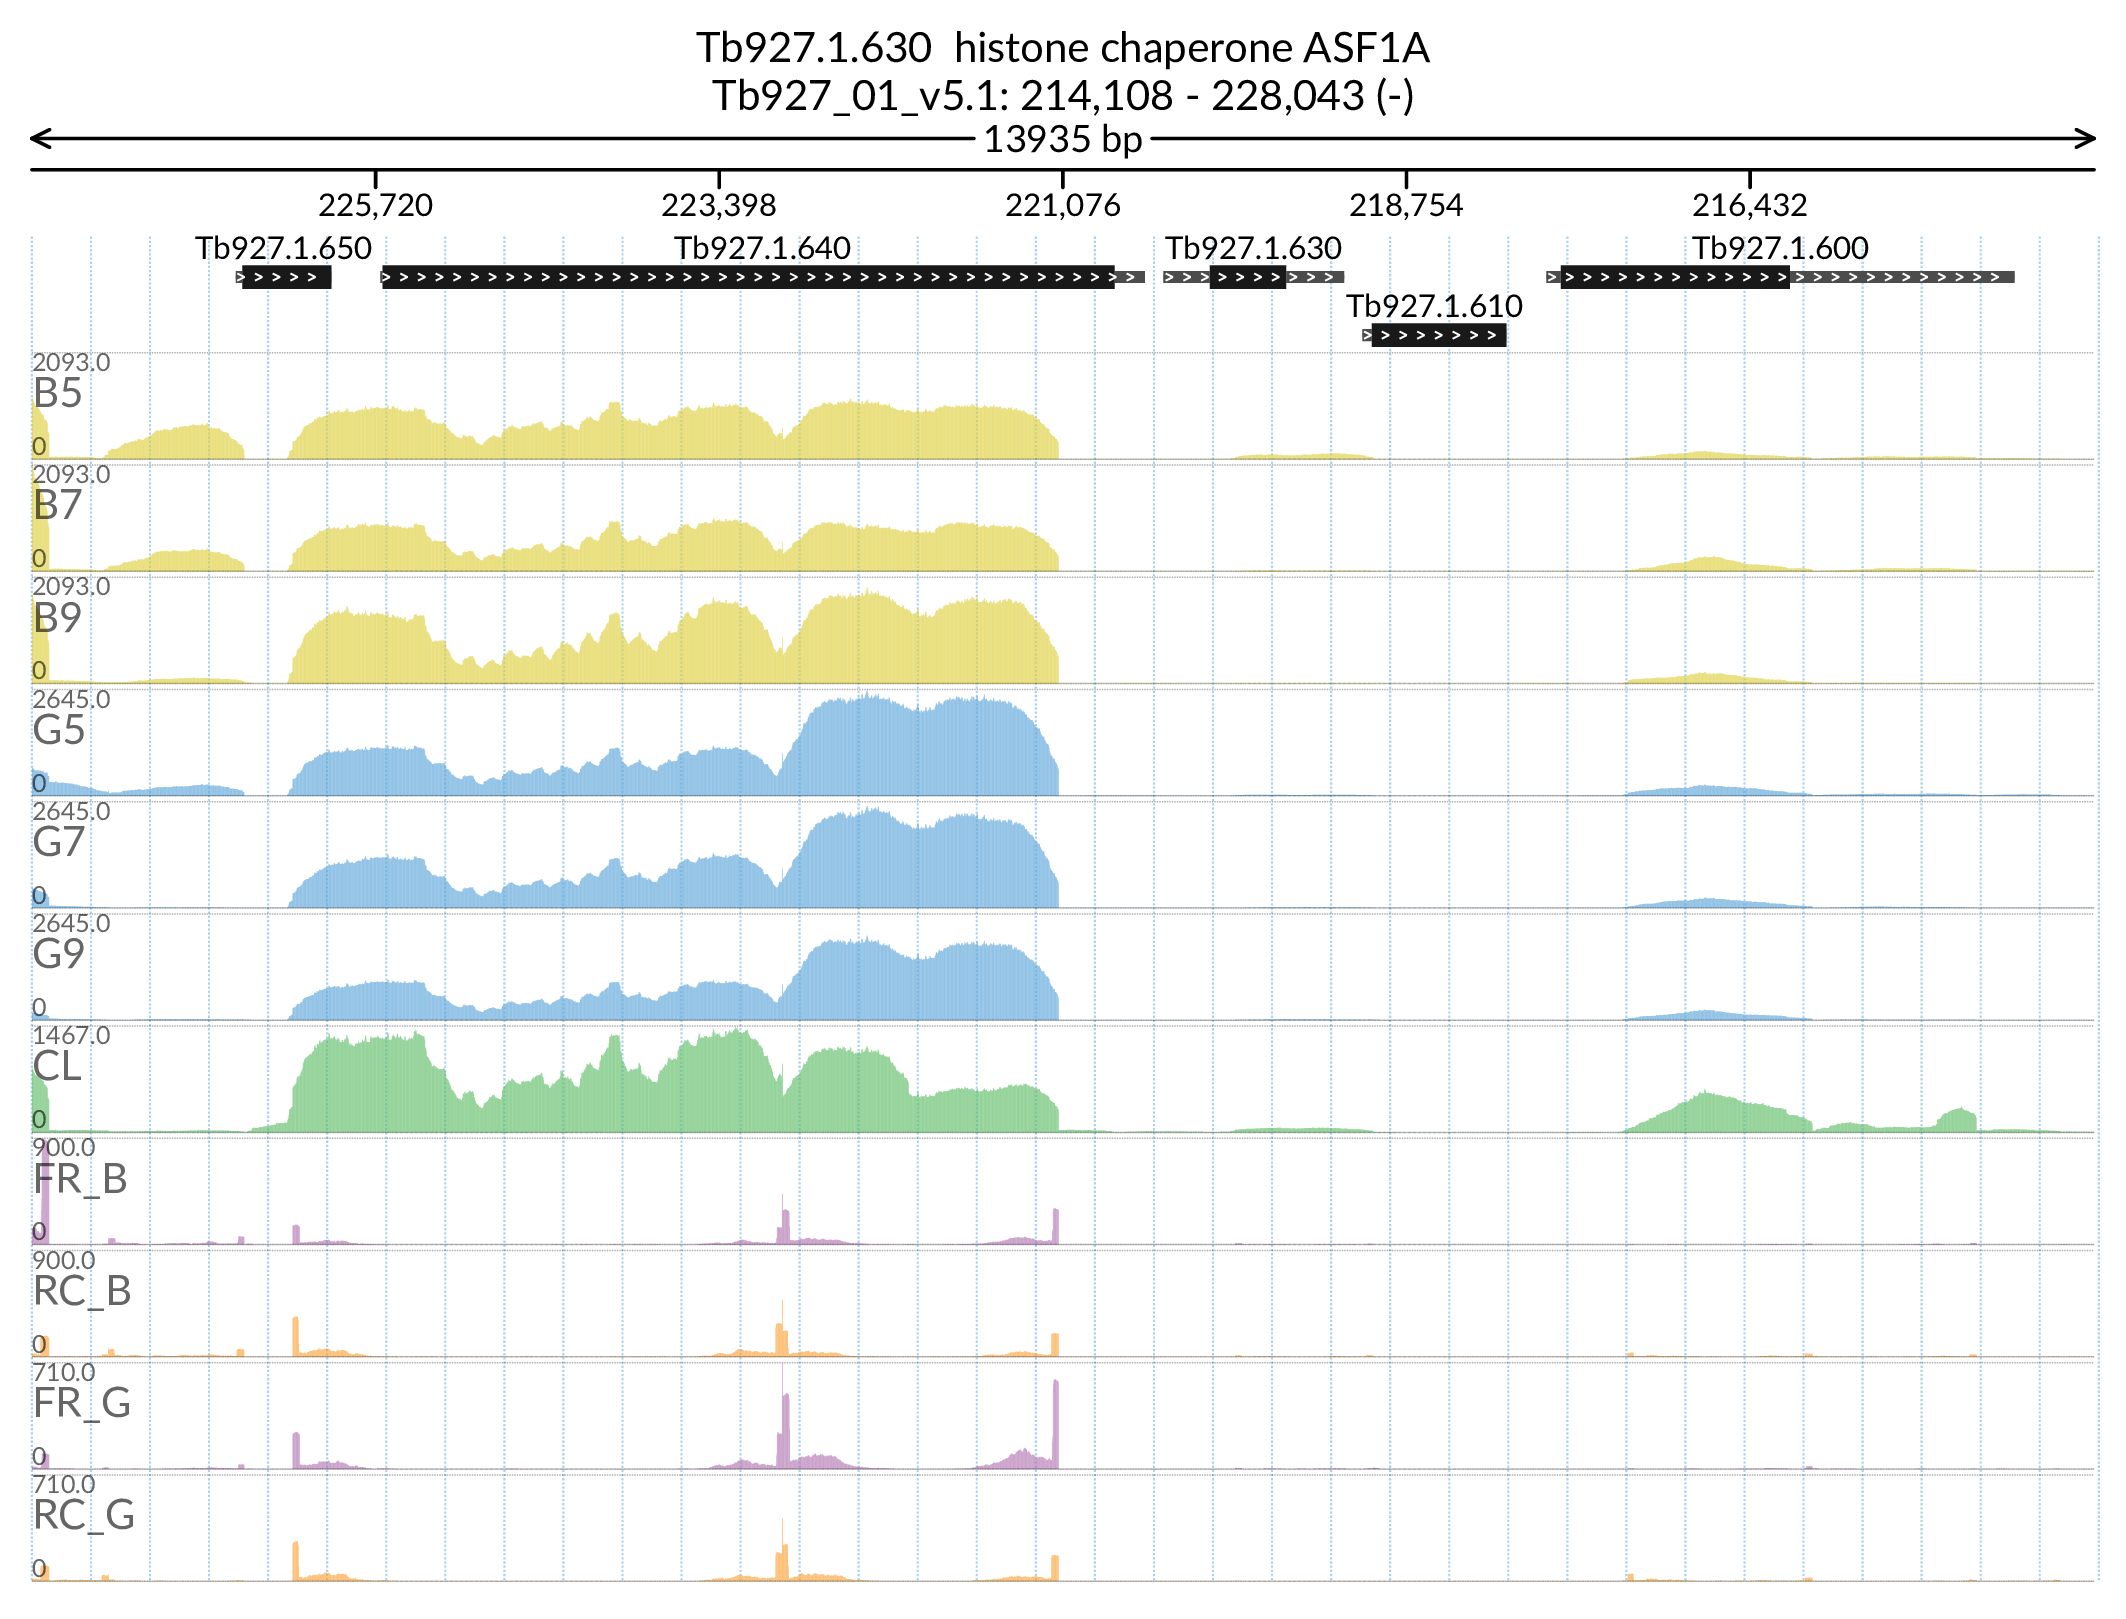 Tb927.1.630  histone chaperone ASF1A
Tb927_01_v5.1: 214,108 - 228,043 (-)
13935 bp
225,720 223,398 221,076 218,754 216,432
Tb927.1.650 Tb927.1.640 Tb927.1.630 Tb927.1.600
Tb927.1.610
2093.0
B5
0
2093.0
B7
0
2093.0
B9
0
2645.0
G5
0
2645.0
G7
0
2645.0
G9
0
1467.0
CL
0
900.0
FR_B
0
900.0
RC_B
0
710.0
FR_G
0
710.0
RC_G
0